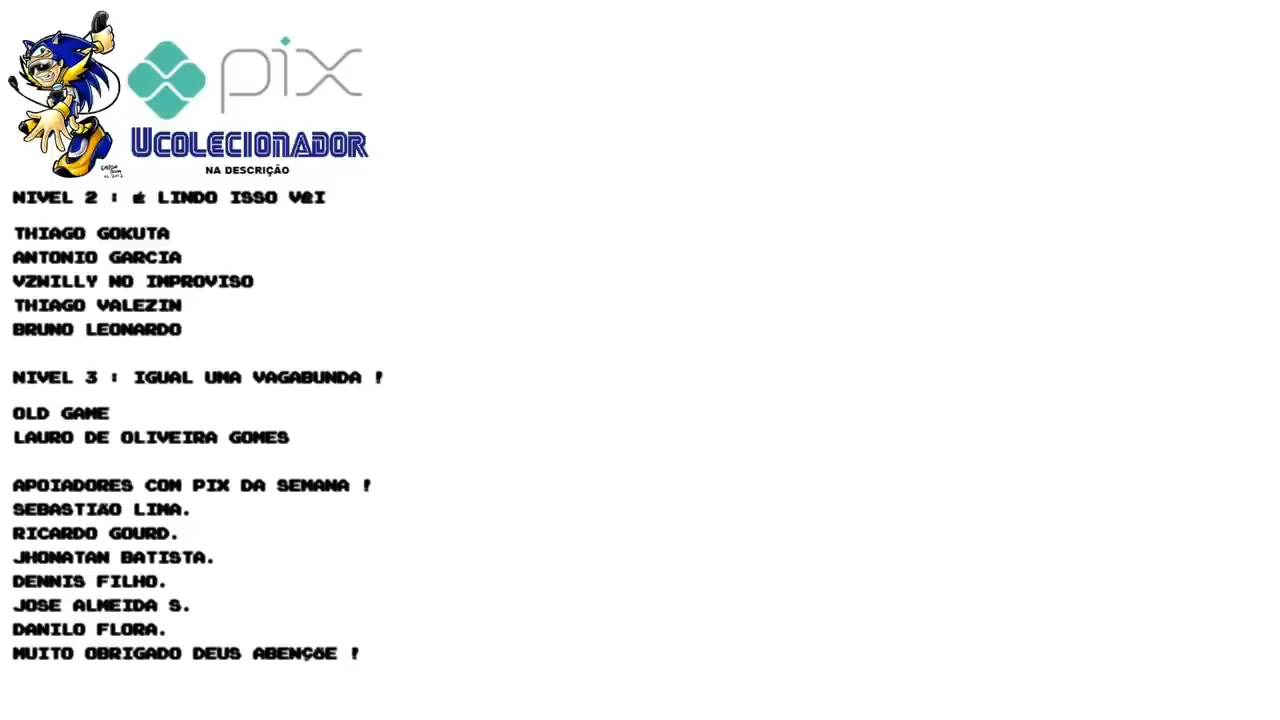 pix
UCOLECIONADOR
NA DESCRIÇÃO
NIVEL 2 : É LINDO ISSO VÊI
THIAGO GOKUTA
ANTONIO GARCIA
VZWILLY NO IMPROVISO
THIAGO VALEZIN
BRUNO LEONARDO
NIVEL 3 : IGUAL UMA VAGABUNDA !
OLD GAME
LAURO DE OLIVEIRA GOMES
APOIADORES COM PIX DA SEMANA !
SEBASTIÃO LIMA.
RICARDO GOURD.
JHONATAN BATISTA.
DENNIS FILHO.
JOSE ALMEIDA S.
DANILO FLORA.
MUITO OBRIGADO DEUS ABENÇÕE !